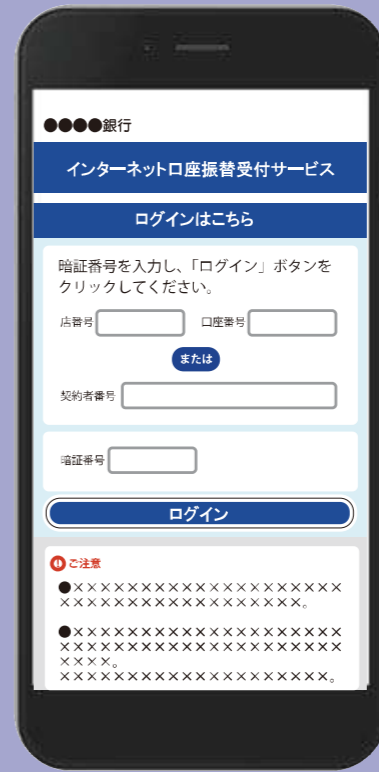 ●●●●銀行
インターネット口座振替受付サービス
ログインはこちら
暗証番号を入力し、「ログイン」ボタンを
クリックしてください。
店番号 口座番号
または
契約者番号
暗証番号
ログイン
ご注意
●××××××××××××××××××××
×××××××××××××××××××。
●××××××××××××××××××××
×××××××××××××××××××××
××××。
××××××××××××××××××××。